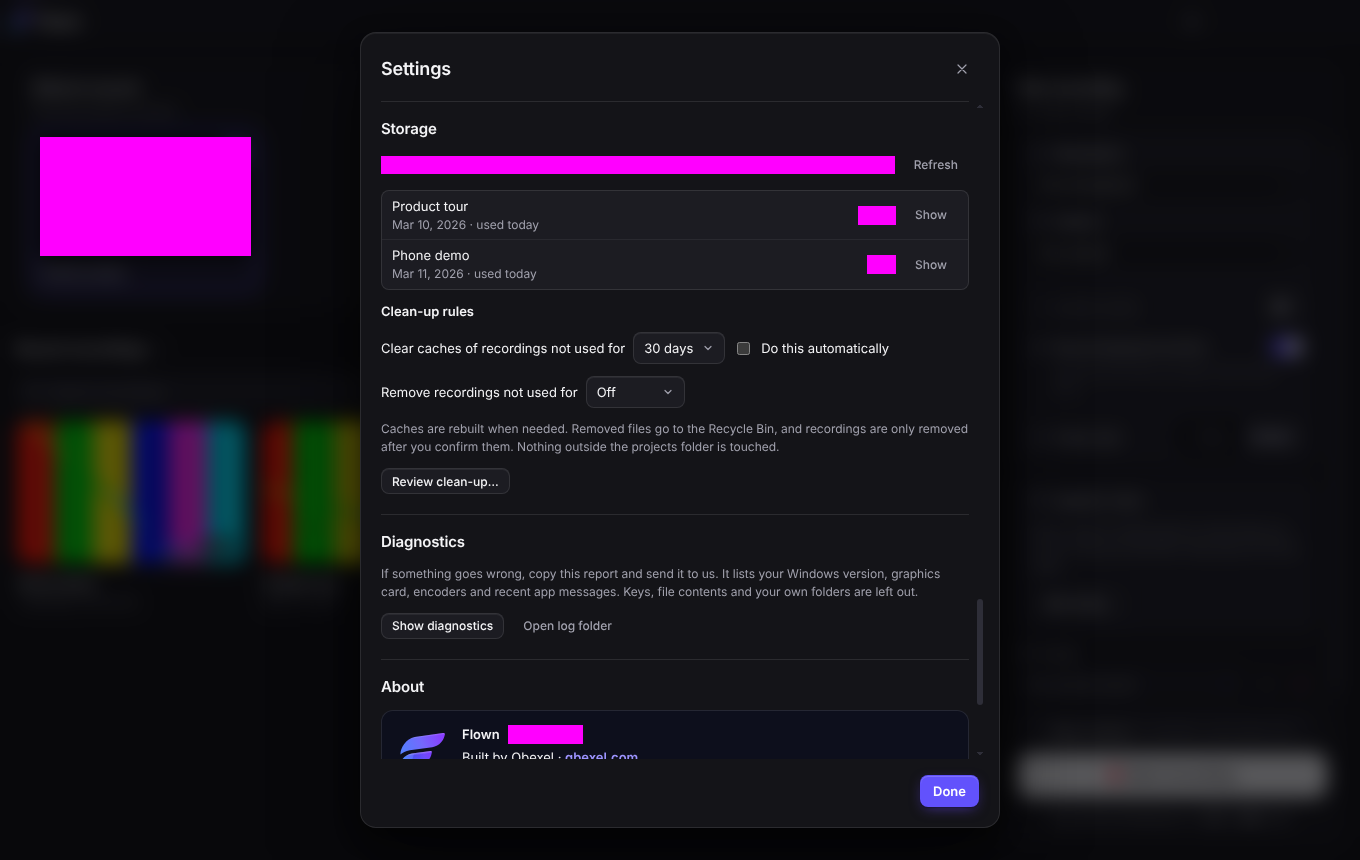 Settings
Storage
Refresh
Product tour
Mar 10, 2026 · used today
Show
Phone demo
Mar 11, 2026 · used today
Show
Clean-up rules
Clear caches of recordings not used for 30 days Do this automatically
Remove recordings not used for Off
Caches are rebuilt when needed. Removed files go to the Recycle Bin, and recordings are only removed
after you confirm them. Nothing outside the projects folder is touched.
Review clean-up...
Diagnostics
If something goes wrong, copy this report and send it to us. It lists your Windows version, graphics
card, encoders and recent app messages. Keys, file contents and your own folders are left out.
Show diagnostics Open log folder
About
Flown
Built by Qbexel · qbexel.com
Done